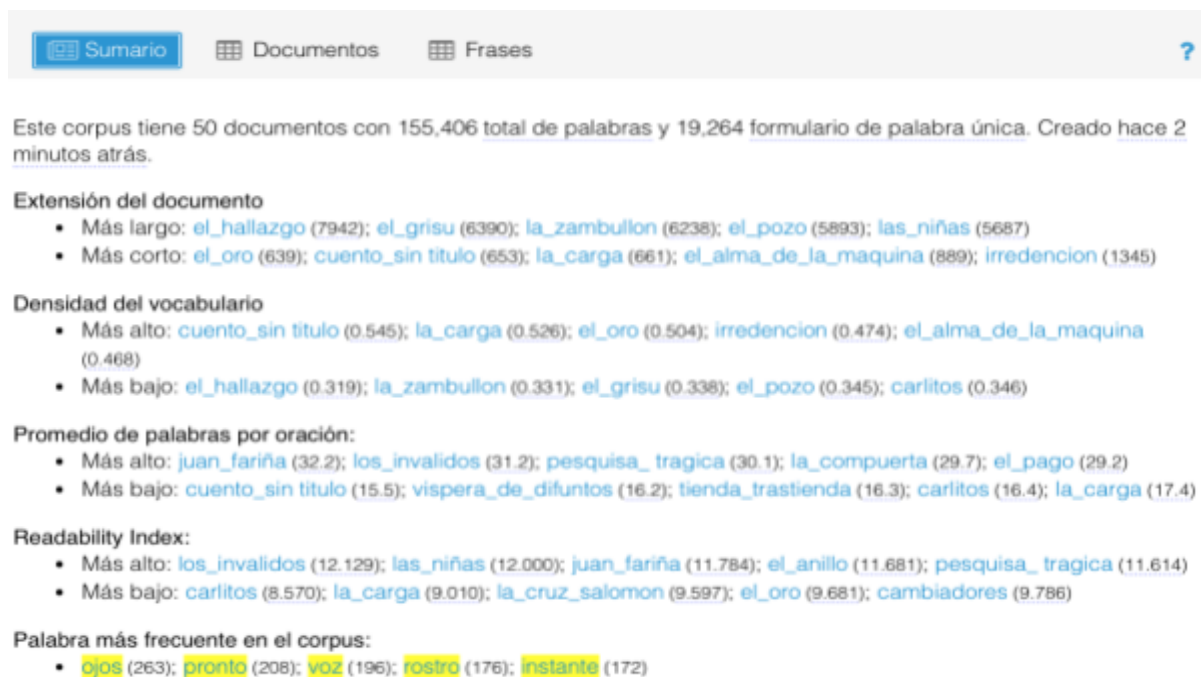 Sumario Documentos Frases ?
Este corpus tiene 50 documentos con 155,406 total de palabras y 19,264 formulario de palabra única. Creado hace 2
minutos atrás.
Extensión del documento
• Más largo: el_hallazgo (7942); el_grisu (6390); la_zambullon (6238); el_pozo (5893); las_niñas (5687)
• Más corto: el_oro (639); cuento_sin titulo (653); la_carga (661); el_alma_de_la_maquina (889); irredencion (1345)
Densidad del vocabulario
• Más alto: cuento_sin titulo (0.545); la_carga (0.526); el_oro (0.504); irredencion (0.474); el_alma_de_la_maquina
(0.468)
• Más bajo: el_hallazgo (0.319); la_zambullon (0.331); el_grisu (0.338); el_pozo (0.345); carlitos (0.346)
Promedio de palabras por oración:
• Más alto: juan_fariña (32.2); los_invalidos (31.2); pesquisa_ tragica (30.1); la_compuerta (29.7); el_pago (29.2)
• Más bajo: cuento_sin titulo (15.5); vispera_de_difuntos (16.2); tienda_trastienda (16.3); carlitos (16.4); la_carga (17.4)
Readability Index:
• Más alto: los_invalidos (12.129); las_niñas (12.000); juan_fariña (11.784); el_anillo (11.681); pesquisa_ tragica (11.614)
• Más bajo: carlitos (8.570); la_carga (9.010); la_cruz_salomon (9.597); el_oro (9.681); cambiadores (9.786)
Palabra más frecuente en el corpus:
• ojos (263); pronto (208); voz (196); rostro (176); instante (172)